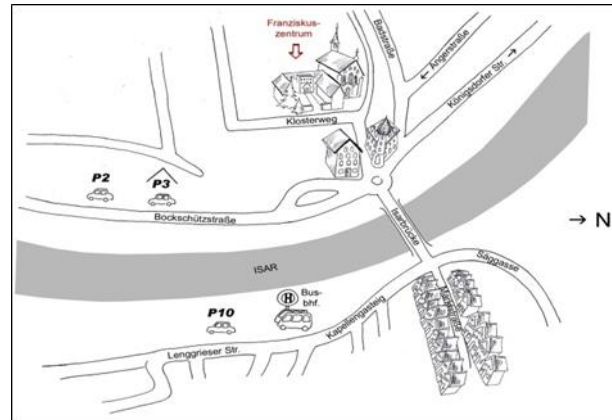 Franziskus-
zentrum
Badstraße
Angerstraße
Königsdorfer Str.
Klosterweg
P2
P3
Bockschützstraße
Isarbrücke
→ N
ISAR
Säggasse
H
Bus-
bhf.
Marktstraße
P10
Kapellengasteig
Lenggrieser Str.